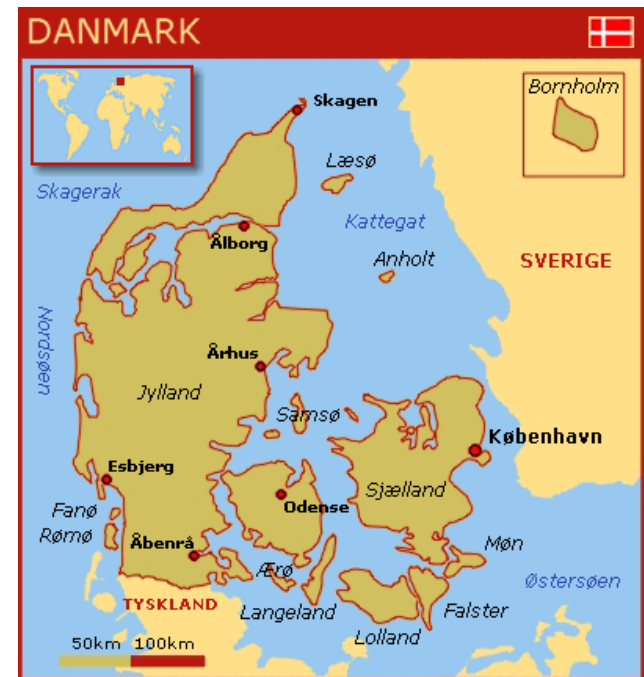 DANMARK
Bornholm
Skagen
Læsø
Skagerak
Kattegat
Ålborg
Anholt
SVERIGE
Nordsøen
Århus
Jylland
Samsø
København
Esbjerg
Sjælland
Odense
Fanø
Rømø
Åbenrå
Møn
Ærø
Østersøen
TYSKLAND
Langeland
Falster
Lolland
50km 100km